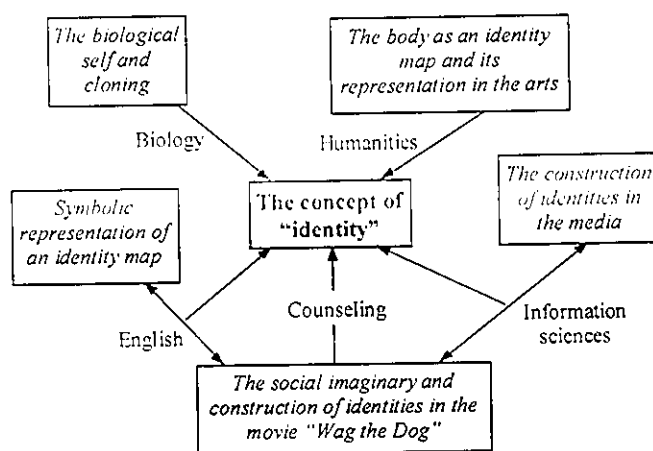 The biological
self and
cloning
The body as an identity
map and its
representation in the arts
Biology
Humanities
Symbolic
representation of
an identity map
The concept of
“identity”
The construction
of identities in
the media
English
Counseling
Information
sciences
The social imaginary and
construction of identities in the
movie “Wag the Dog”